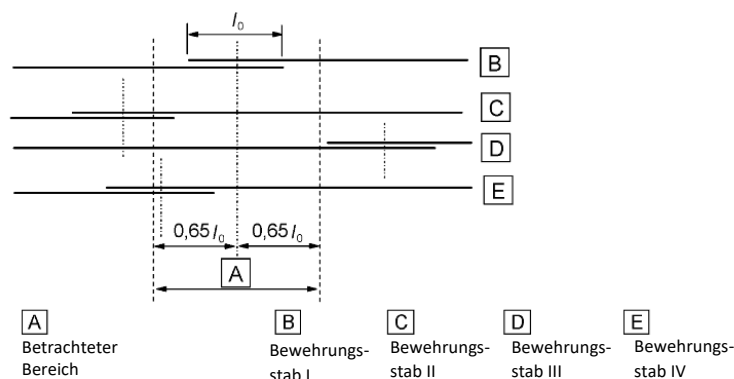 l₀
B
C
D
E
0,65 l₀ 0,65 l₀
A
A B C D E
Betrachteter Bewehrungs- Bewehrungs- Bewehrungs- Bewehrungs-
Bereich stab I stab II stab III stab IV